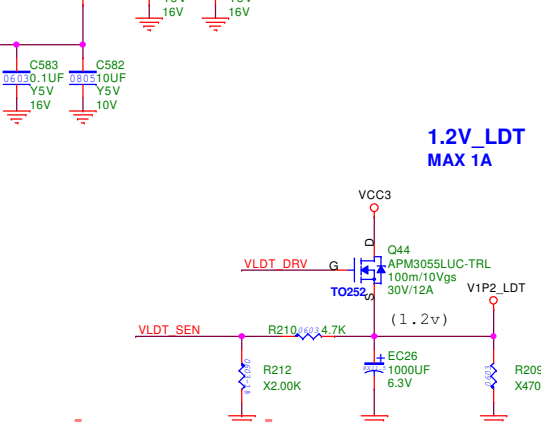 16V
16V
C583
0603
0.1UF
Y5V
16V
C582
0805
10UF
Y5V
10V
1.2V_LDT
MAX 1A
VCC3
D
Q44
VLDT_DRV
G
APM3055LUC-TRL
100m/10Vgs
30V/12A
TO252
S
V1P2_LDT
(1.2v)
VLDT_SEN
R210
0603
4.7K
EC26
1000UF
6.3V
R212
X2.00K
R209
0603
X470